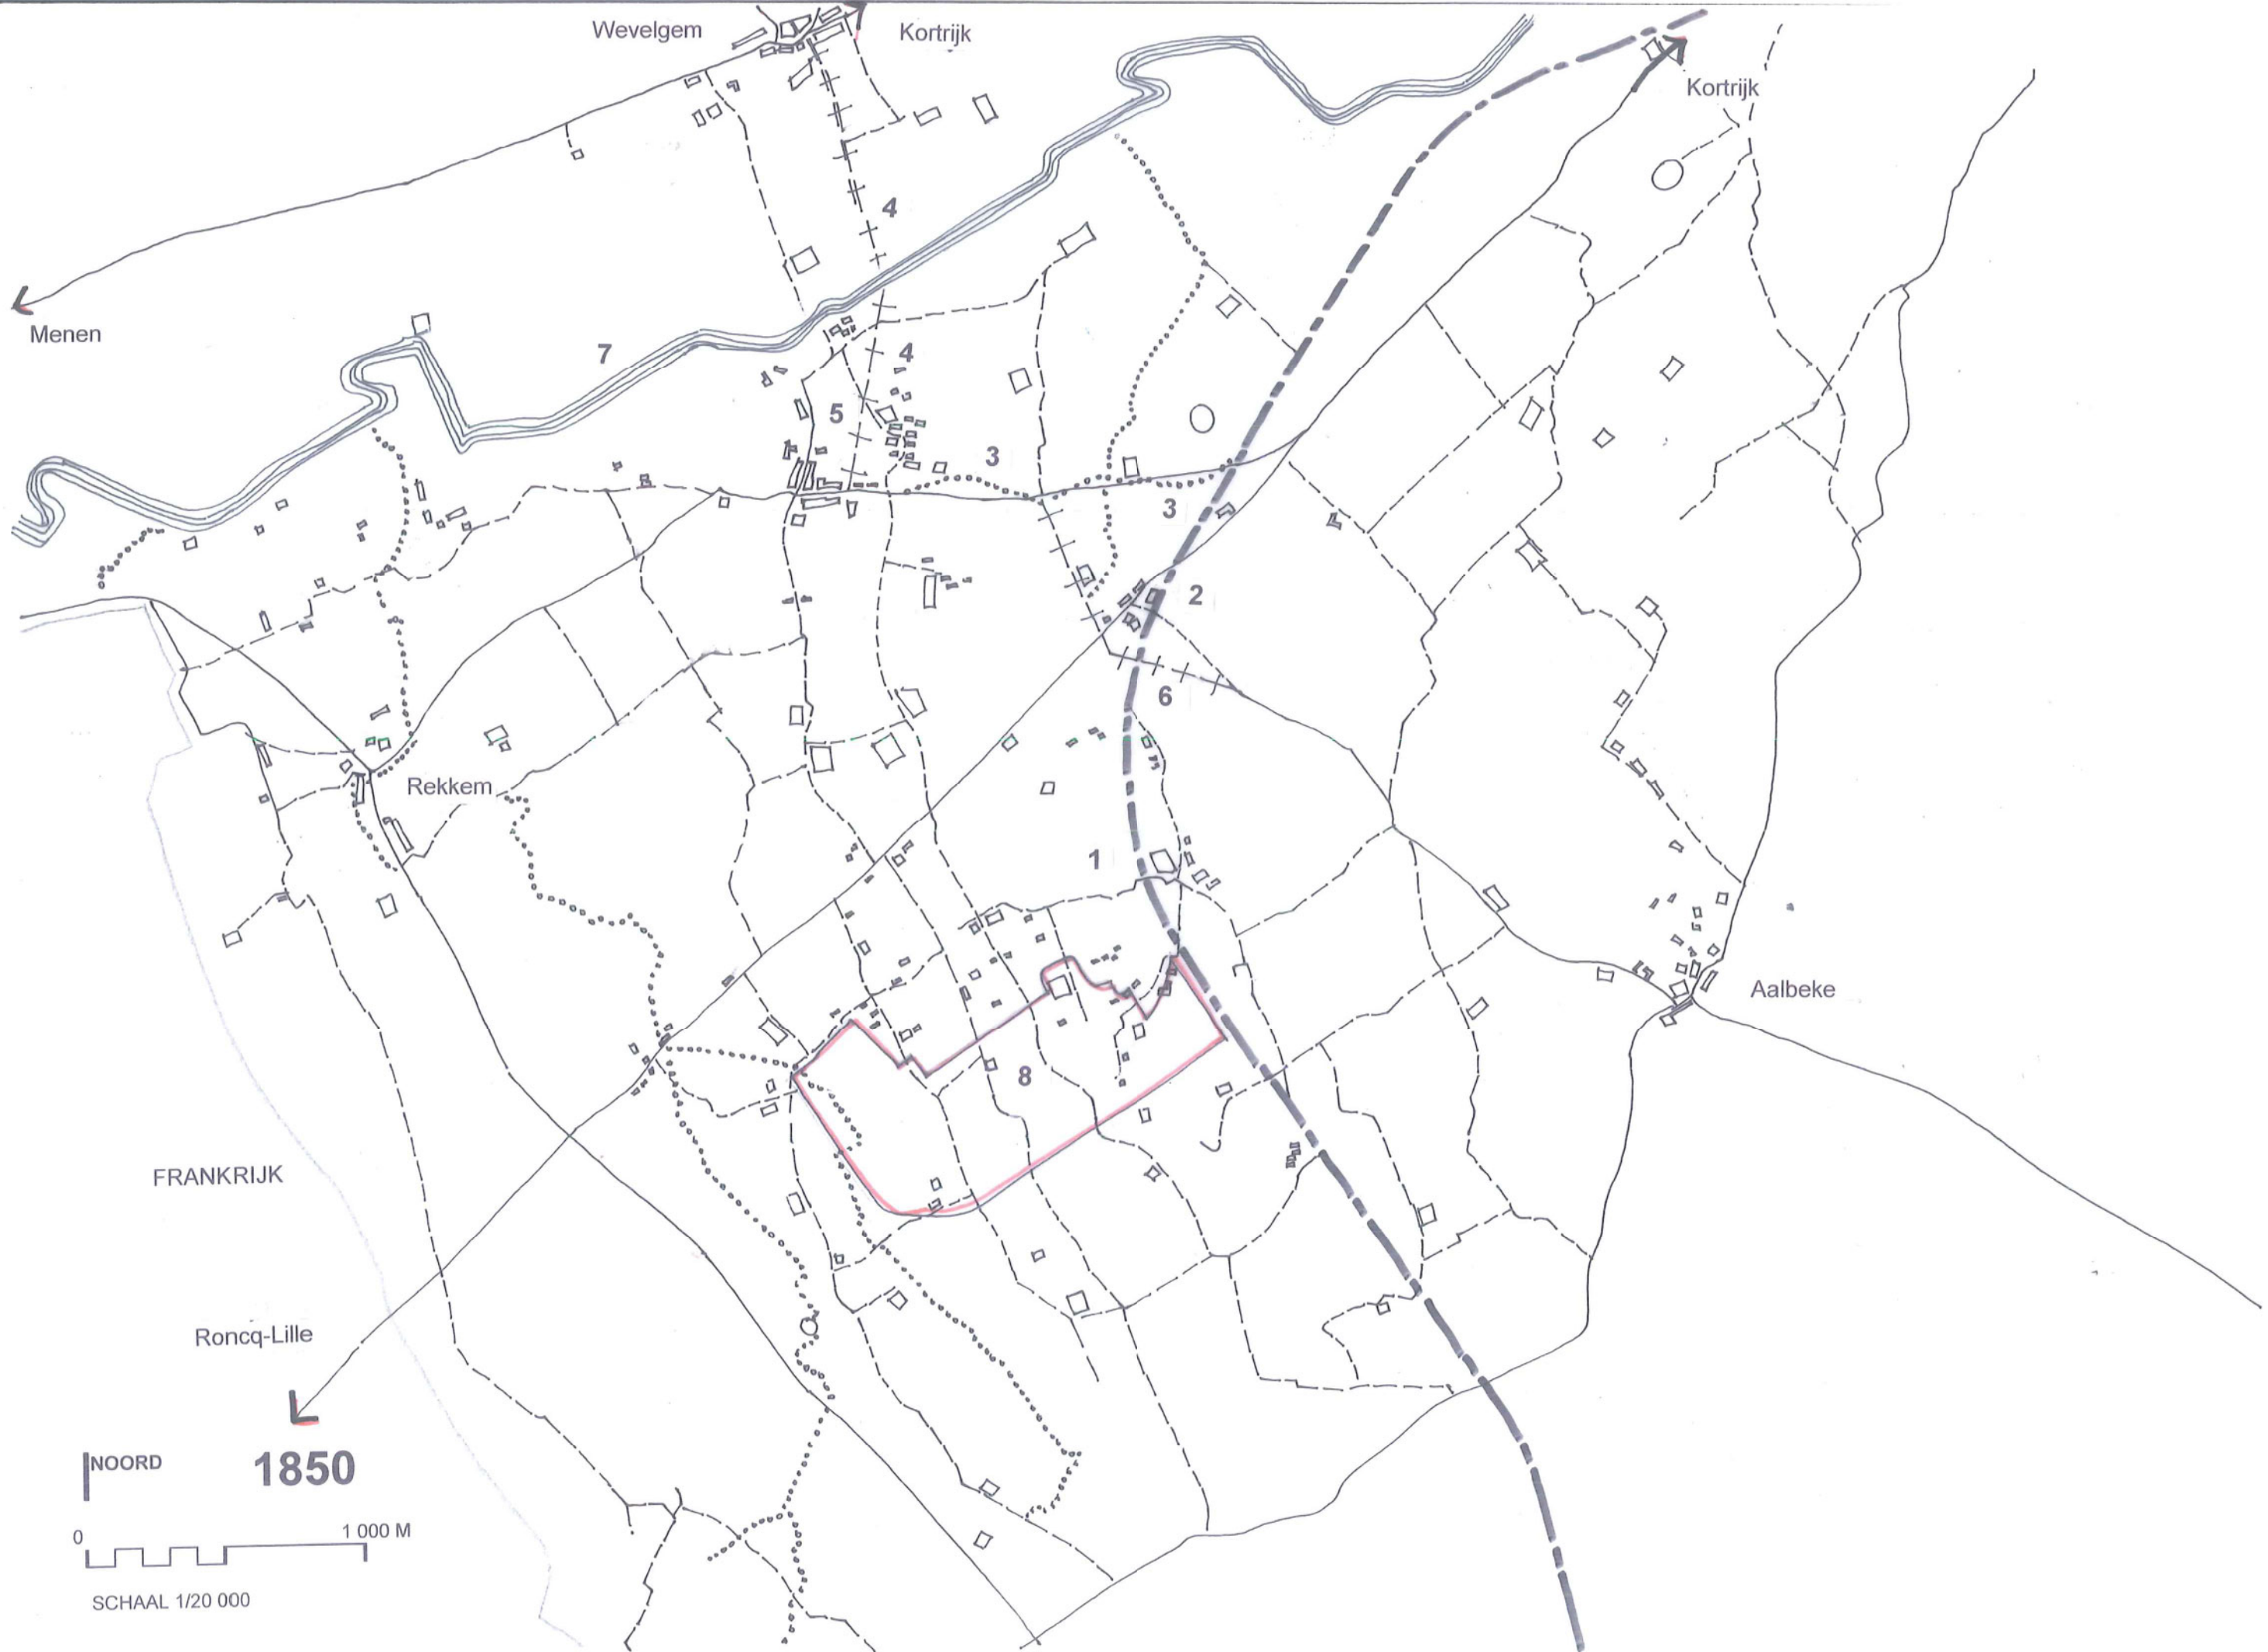 Wevelgem
Kortrijk
Kortrijk
4
Menen
7
4
5
3
3
2
6
Rekkem
1
Aalbeke
8
FRANKRIJK
Roncq-Lille
NOORD
1850
0
1 000 M
SCHAAL 1/20 000